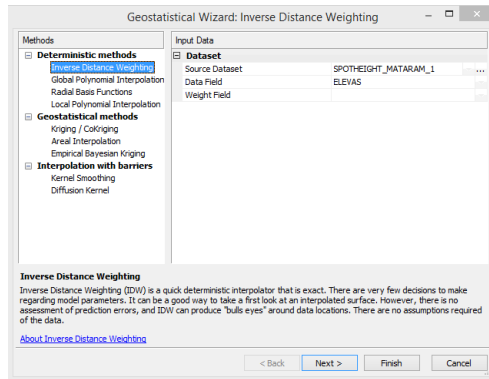 Geostatistical Wizard: Inverse Distance Weighting
Methods
Deterministic methods
Inverse Distance Weighting
Global Polynomial Interpolation
Radial Basis Functions
Local Polynomial Interpolation
Geostatistical methods
Kriging / CoKriging
Areal Interpolation
Empirical Bayesian Kriging
Interpolation with barriers
Kernel Smoothing
Diffusion Kernel
Input Data
Dataset
Source Dataset SPOTHEIGHT_MATARAM_1 ...
Data Field ELEVAS
Weight Field
Inverse Distance Weighting
Inverse Distance Weighting (IDW) is a quick deterministic interpolator that is exact. There are very few decisions to make
regarding model parameters. It can be a good way to take a first look at an interpolated surface. However, there is no
assessment of prediction errors, and IDW can produce "bulls eyes" around data locations. There are no assumptions required
of the data.
About Inverse Distance Weighting
< Back Next > Finish Cancel